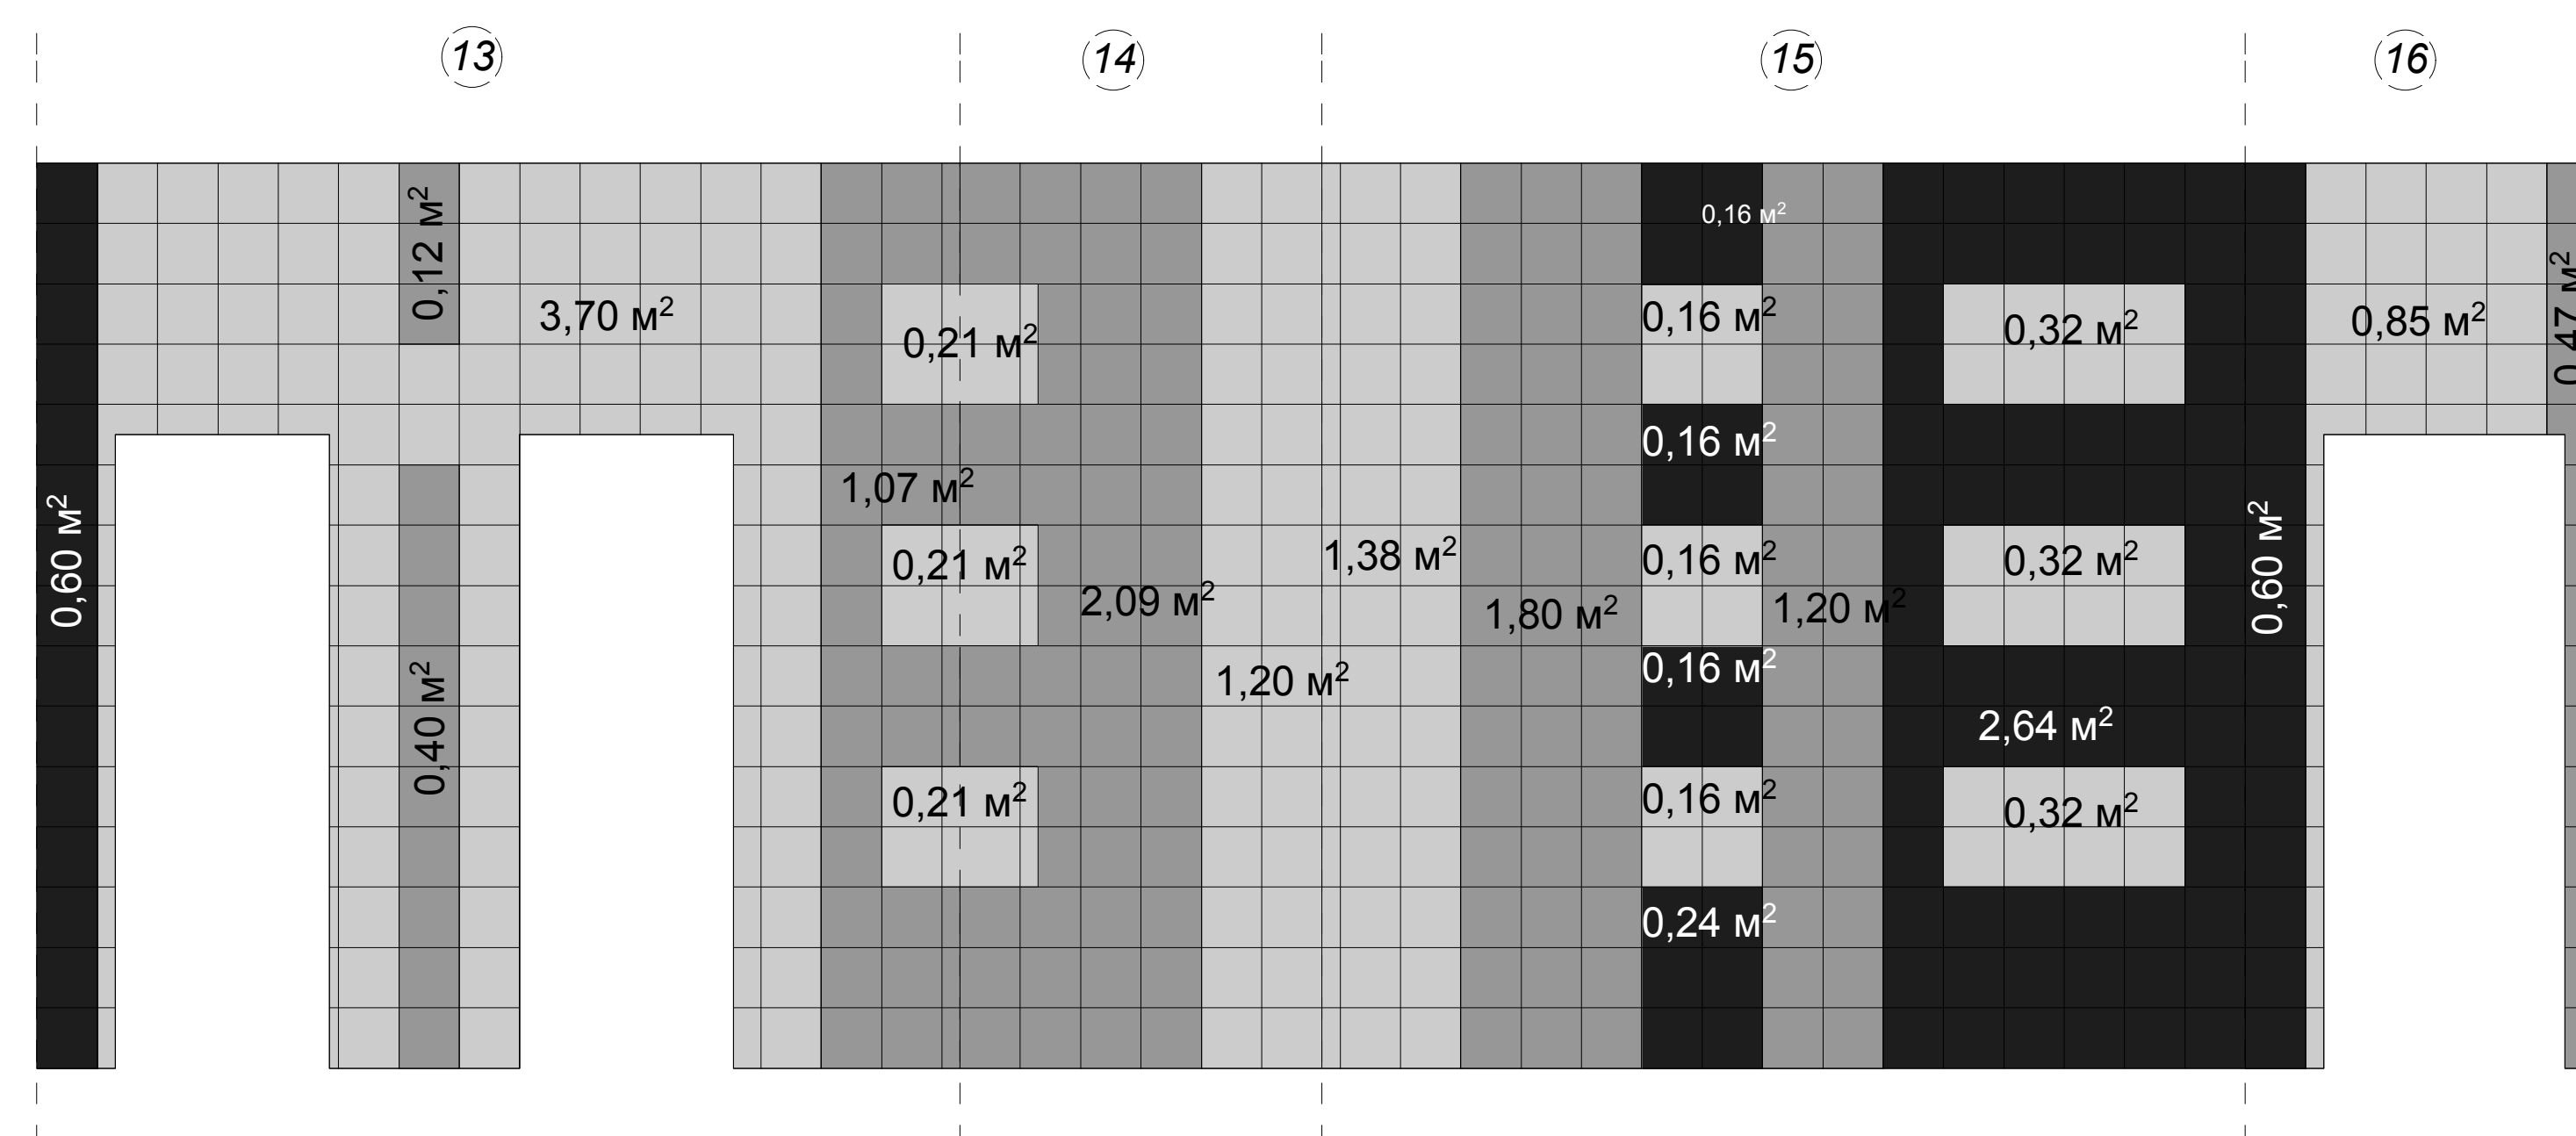 13
14
15
16
0,60 м²
0,12 м²
3,70 м²
0,40 м²
0,21 м²
1,07 м²
0,21 м²
0,21 м²
2,09 м²
1,20 м²
1,38 м²
1,80 м²
0,16 м²
0,16 м²
0,16 м²
0,16 м²
0,16 м²
0,16 м²
0,24 м²
1,20 м²
0,32 м²
0,32 м²
2,64 м²
0,32 м²
0,60 м²
0,85 м²
0,47 м²